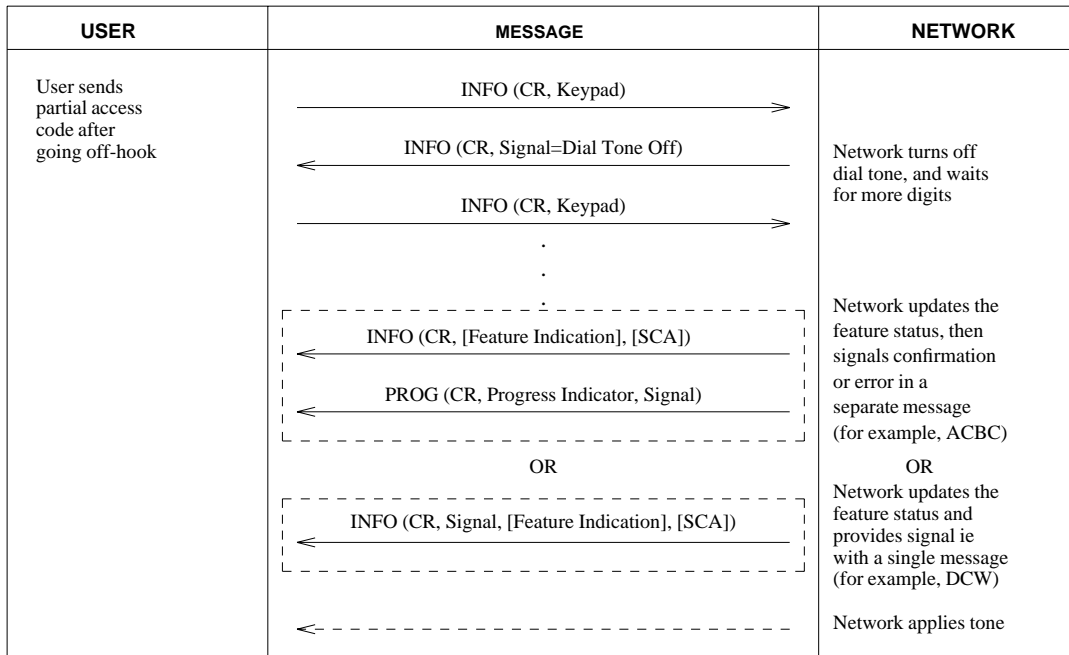 USER
MESSAGE
NETWORK
User sends
partial access
code after
going off-hook
INFO (CR, Keypad)
INFO (CR, Signal=Dial Tone Off)
Network turns off
dial tone, and waits
for more digits
INFO (CR, Keypad)
.
.
.
INFO (CR, [Feature Indication], [SCA])
PROG (CR, Progress Indicator, Signal)
Network updates the
feature status, then
signals confirmation
or error in a
separate message
(for example, ACBC)
OR
OR
INFO (CR, Signal, [Feature Indication], [SCA])
Network updates the
feature status and
provides signal ie
with a single message
(for example, DCW)
Network applies tone